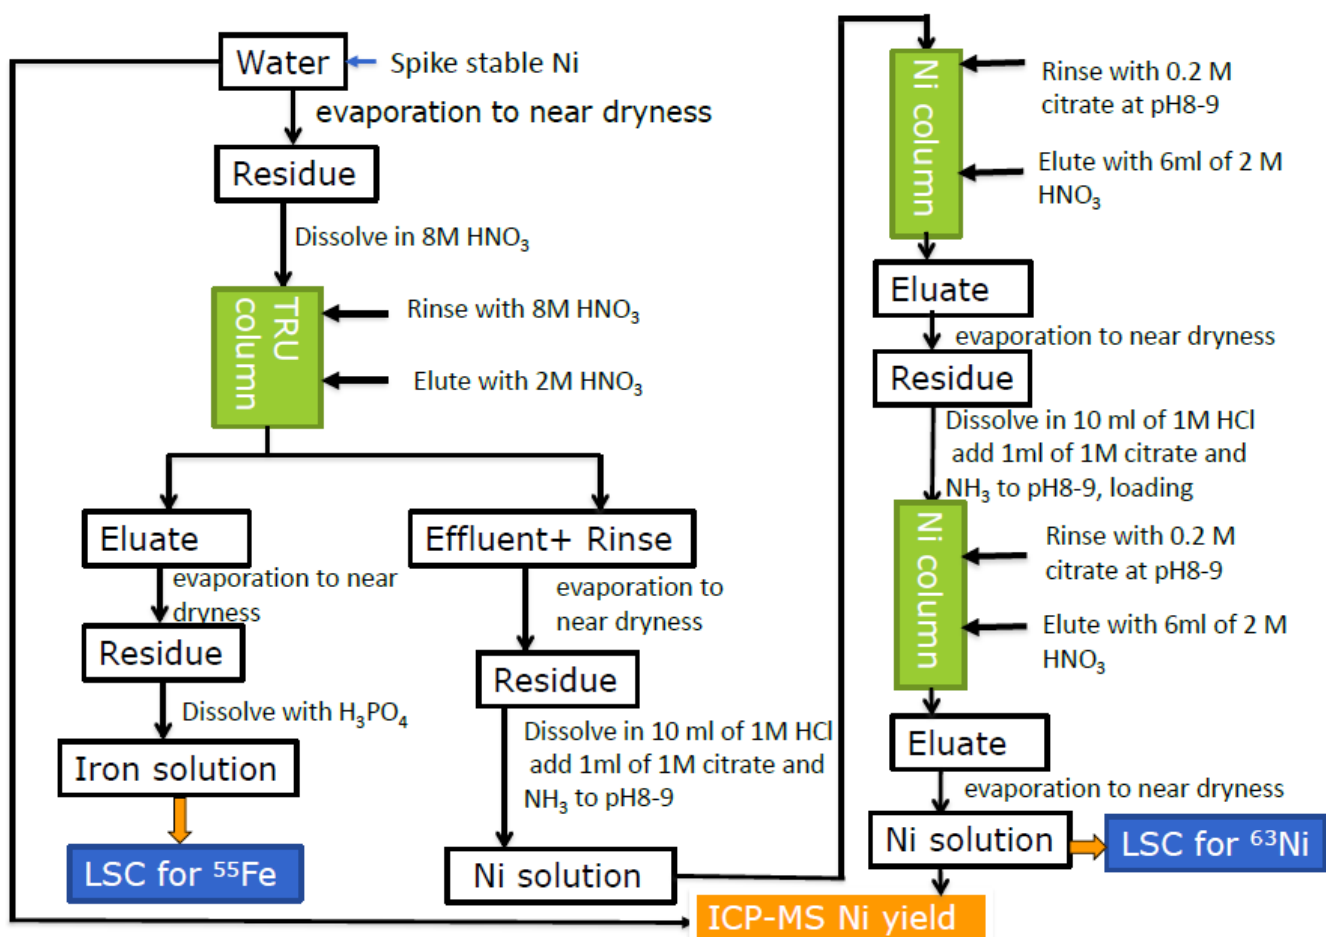 Water
Spike stable Ni
evaporation to near dryness
Residue
Dissolve in 8M HNO₃
TRU
column
Rinse with 8M HNO₃
Elute with 2M HNO₃
Eluate
evaporation to near
dryness
Residue
Dissolve with H₃PO₄
Iron solution
LSC for ⁵⁵Fe
Effluent+ Rinse
evaporation to
near dryness
Residue
Dissolve in 10 ml of 1M HCl
add 1ml of 1M citrate and
NH₃ to pH8-9
Ni solution
Ni column
Rinse with 0.2 M
citrate at pH8-9
Elute with 6ml of 2 M
HNO₃
Eluate
evaporation to near dryness
Residue
Dissolve in 10 ml of 1M HCl
add 1ml of 1M citrate and
NH₃ to pH8-9, loading
Ni column
Rinse with 0.2 M
citrate at pH8-9
Elute with 6ml of 2 M
HNO₃
Eluate
evaporation to near dryness
Ni solution
LSC for ⁶³Ni
ICP-MS Ni yield